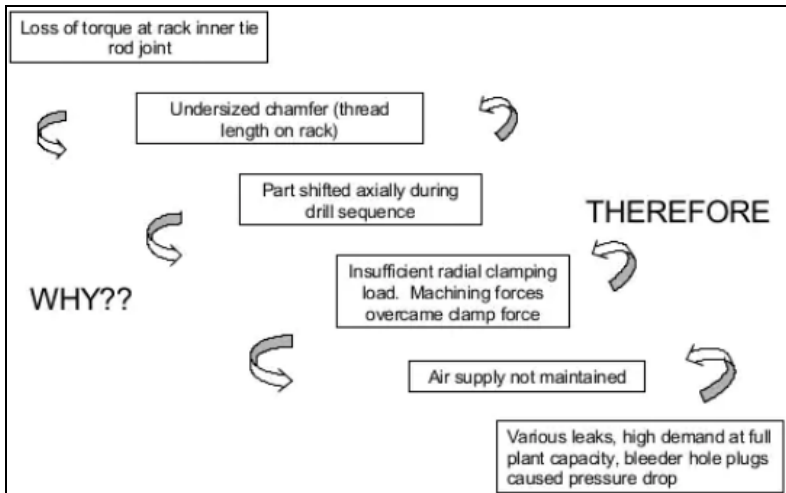 Loss of torque at rack inner tie
rod joint
Undersized chamfer (thread
length on rack)
Part shifted axially during
drill sequence
THEREFORE
Insufficient radial clamping
load. Machining forces
overcame clamp force
WHY??
Air supply not maintained
Various leaks, high demand at full
plant capacity, bleeder hole plugs
caused pressure drop